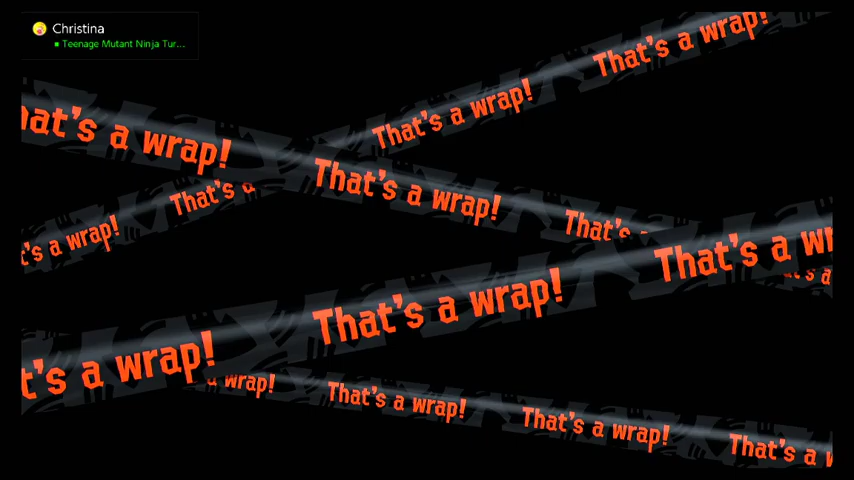 Christina
Teenage Mutant Ninja Tur...
That's a wrap!
That's a wrap!
at's a wrap!
That's a wrap!
That's
That's a
t's a wrap!
That's a
That's a wrap!
t's a wrap!
a wrap!
That's a wrap!
That's a wrap!
That's a